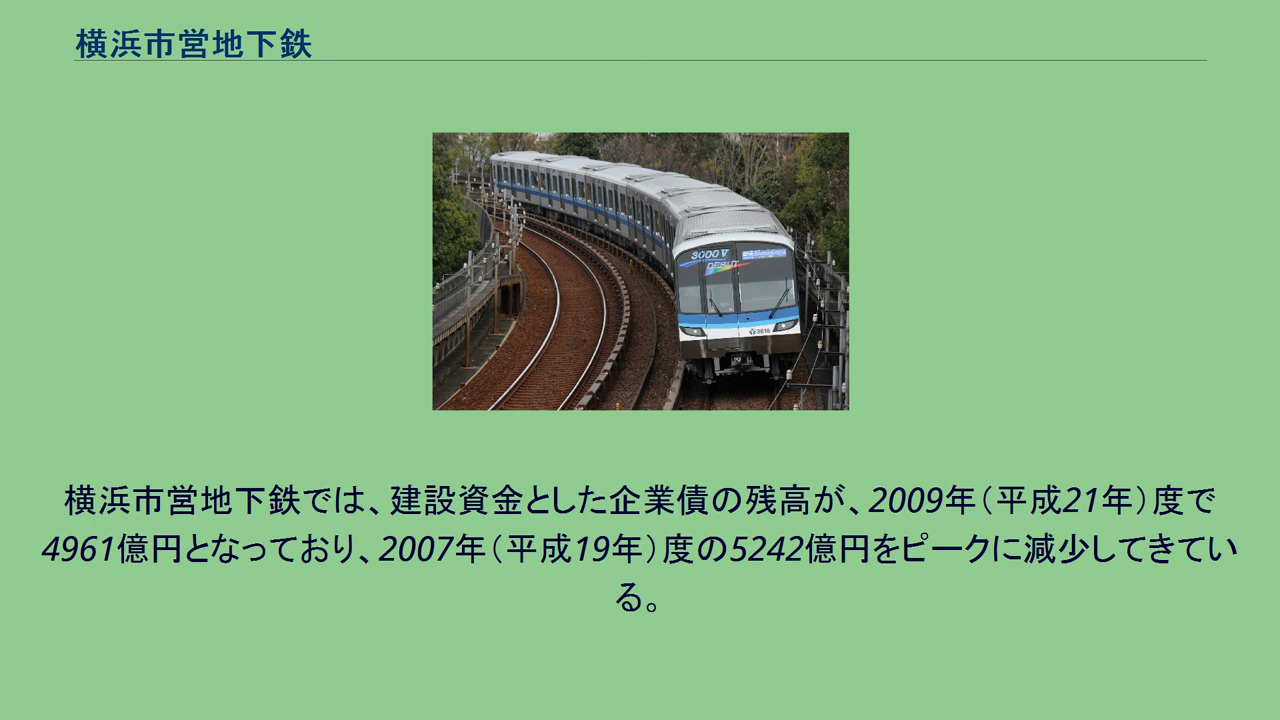 横浜市営地下鉄
3000V
DEBUT
3616
横浜市営地下鉄では、建設資金とした企業債の残高が、2009年（平成21年）度で
4961億円となっており、2007年（平成19年）度の5242億円をピークに減少してきてい
る。